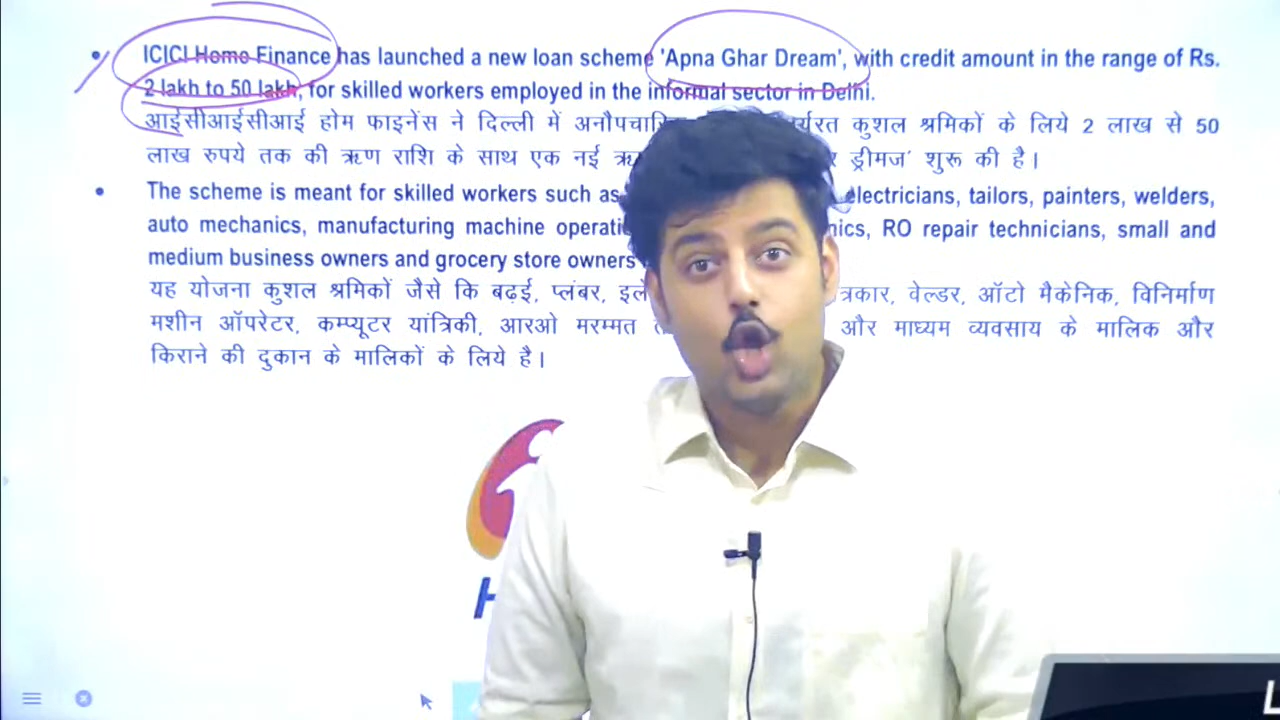 ICICI Home Finance has launched a new loan scheme 'Apna Ghar Dream', with credit amount in the range of Rs.
2 lakh to 50 lakh, for skilled workers employed in the informal sector in Delhi.
आईसीआईसीआई होम फाइनेंस ने दिल्ली में कुशल श्रमिकों के लिये 2 लाख से 50
लाख रुपये तक की ऋण राशि के साथ एक नई ड्रीमज' शुरू की है।
The scheme is meant for skilled workers such as electricians, tailors, painters, welders,
auto mechanics, manufacturing machine RO repair technicians, small and
medium business owners and grocery store owners
यह योजना कुशल श्रमिकों जैसे कि बढ़ई, प्लंबर, वेल्डर, ऑटो मैकेनिक, विनिर्माण
मशीन ऑपरेटर, कम्प्यूटर यांत्रिकी, आरओ मरम्मत और माध्यम व्यवसाय के मालिक और
किराने की दुकान के मालिकों के लिये है।